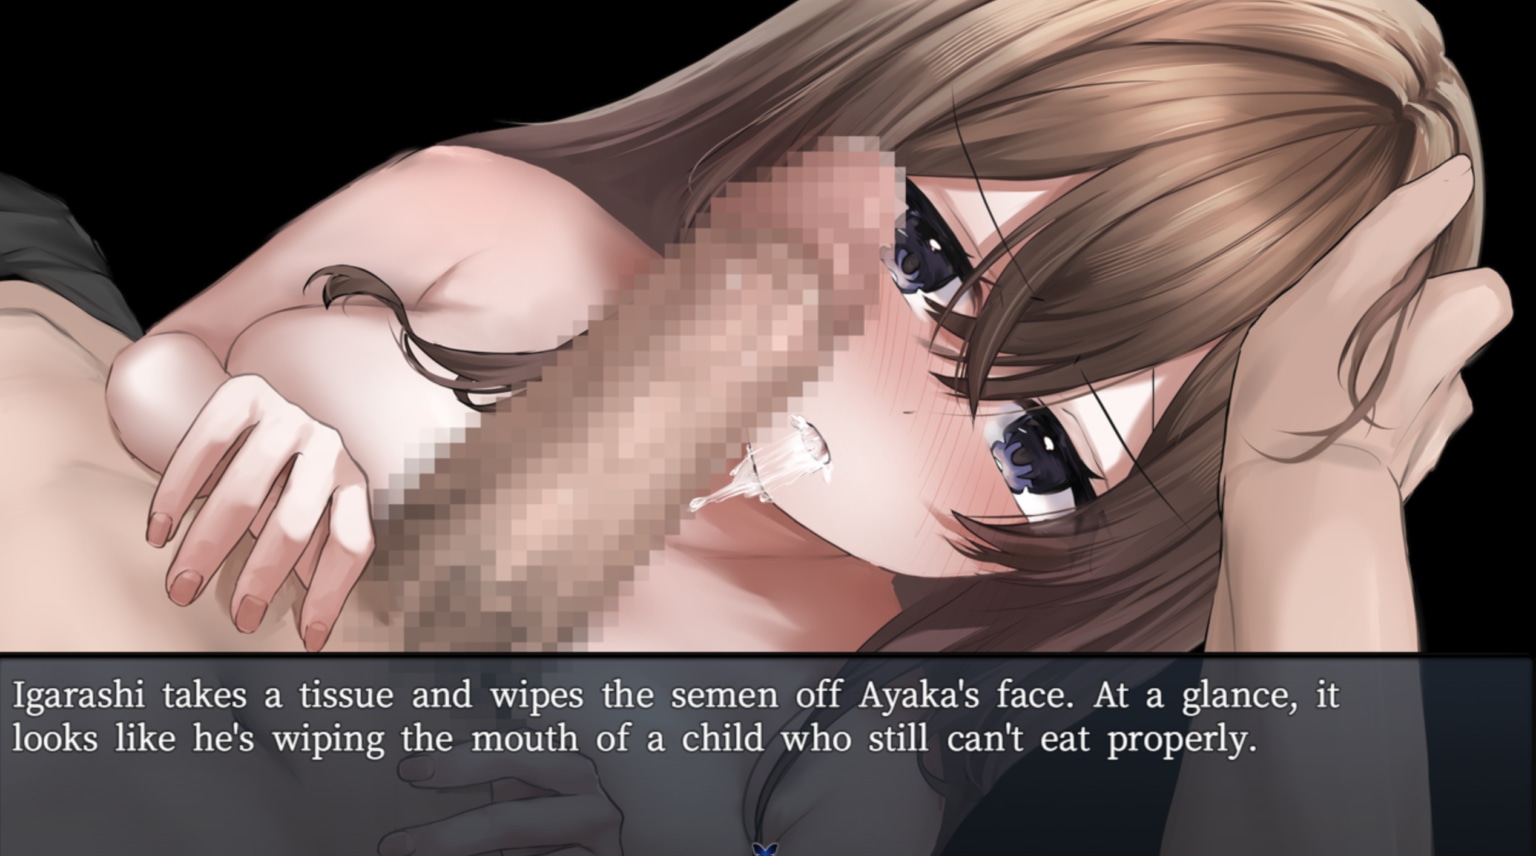 Igarashi takes a tissue and wipes the semen off Ayaka's face. At a glance, it
looks like he's wiping the mouth of a child who still can't eat properly.